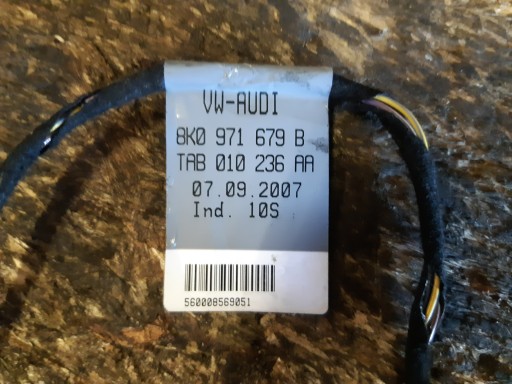 VW-AUDI
8K0 971 679 B
TAB 010 236 AA
07.09.2007
Ind. 10S
560008569051